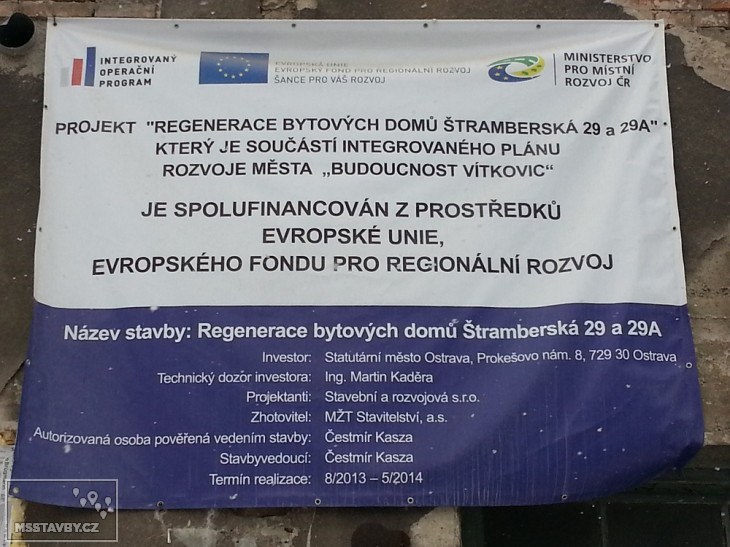 INTEGROVANÝ
OPERAČNÍ
PROGRAM
EVROPSKÁ UNIE
EVROPSKÝ FOND PRO REGIONÁLNÍ ROZVOJ
ŠANCE PRO VÁŠ ROZVOJ
MINISTERSTVO
PRO MÍSTNÍ
ROZVOJ ČR
PROJEKT "REGENERACE BYTOVÝCH DOMŮ ŠTRAMBERSKÁ 29 a 29A"
KTERÝ JE SOUČÁSTÍ INTEGROVANÉHO PLÁNU
ROZVOJE MĚSTA „BUDOUCNOST VÍTKOVIC“
JE SPOLUFINANCOVÁN Z PROSTŘEDKŮ
EVROPSKÉ UNIE,
EVROPSKÉHO FONDU PRO REGIONÁLNÍ ROZVOJ
Název stavby: Regenerace bytových domů Štramberská 29 a 29A
Investor: Statutární město Ostrava, Prokešovo nám. 8, 729 30 Ostrava
Technický dozor investora: Ing. Martin Kaděra
Projektanti: Stavební a rozvojová s.r.o.
Zhotovitel: MŽT Stavitelství, a.s.
Autorizovaná osoba pověřená vedením stavby: Čestmír Kasza
Stavbyvedoucí: Čestmír Kasza
Termín realizace: 8/2013 – 5/2014
MSSTAVBY.CZ